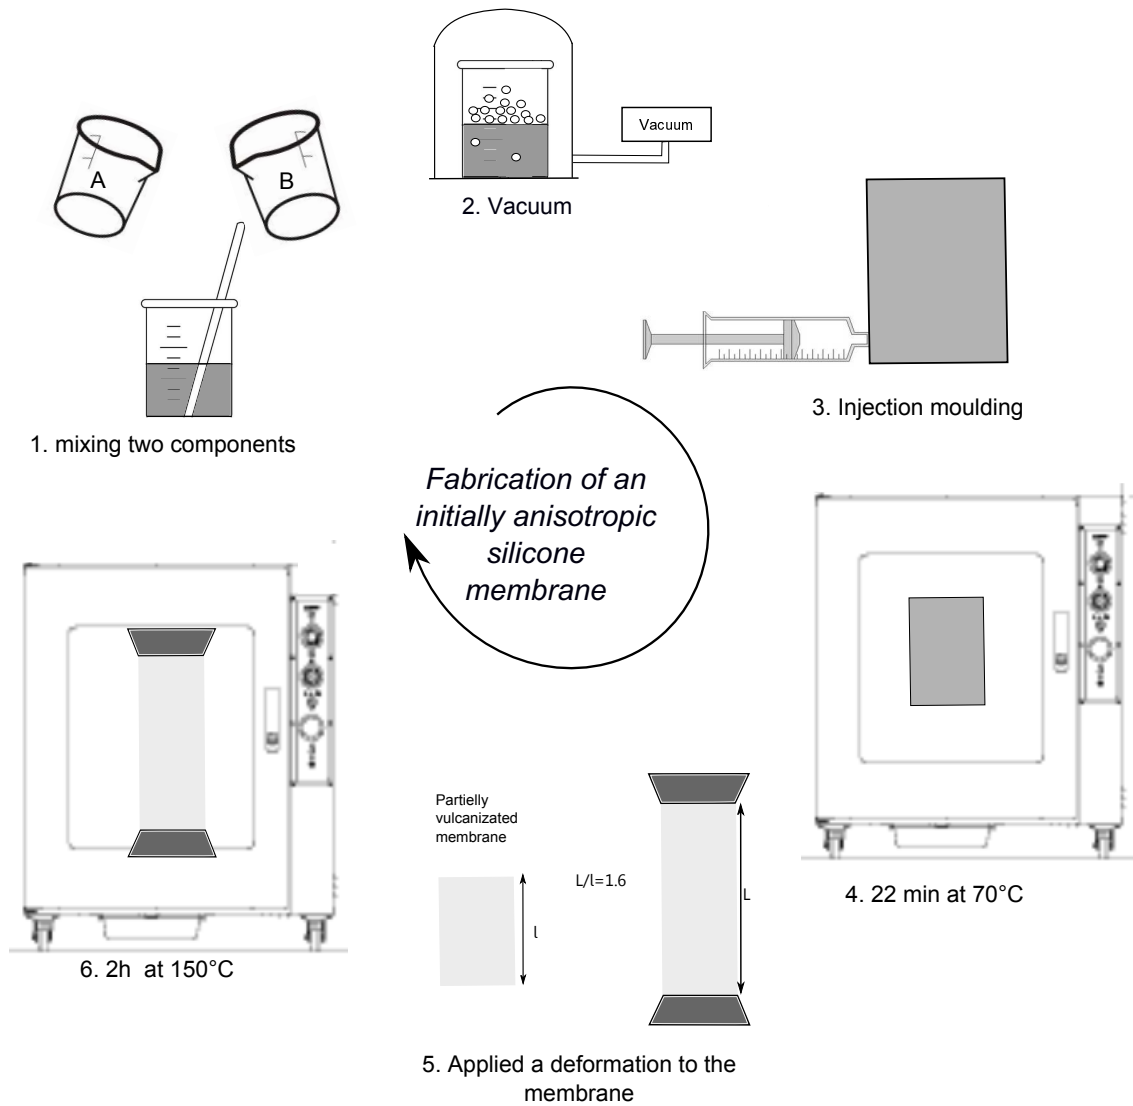 A
B
1. mixing two components
Vacuum
2. Vacuum
3. Injection moulding
Fabrication of an
initially anisotropic
silicone
membrane
4. 22 min at 70°C
Partially
vulcanizated
membrane
l
L/l=1.6
L
5. Applied a deformation to the
membrane
6. 2h  at 150°C